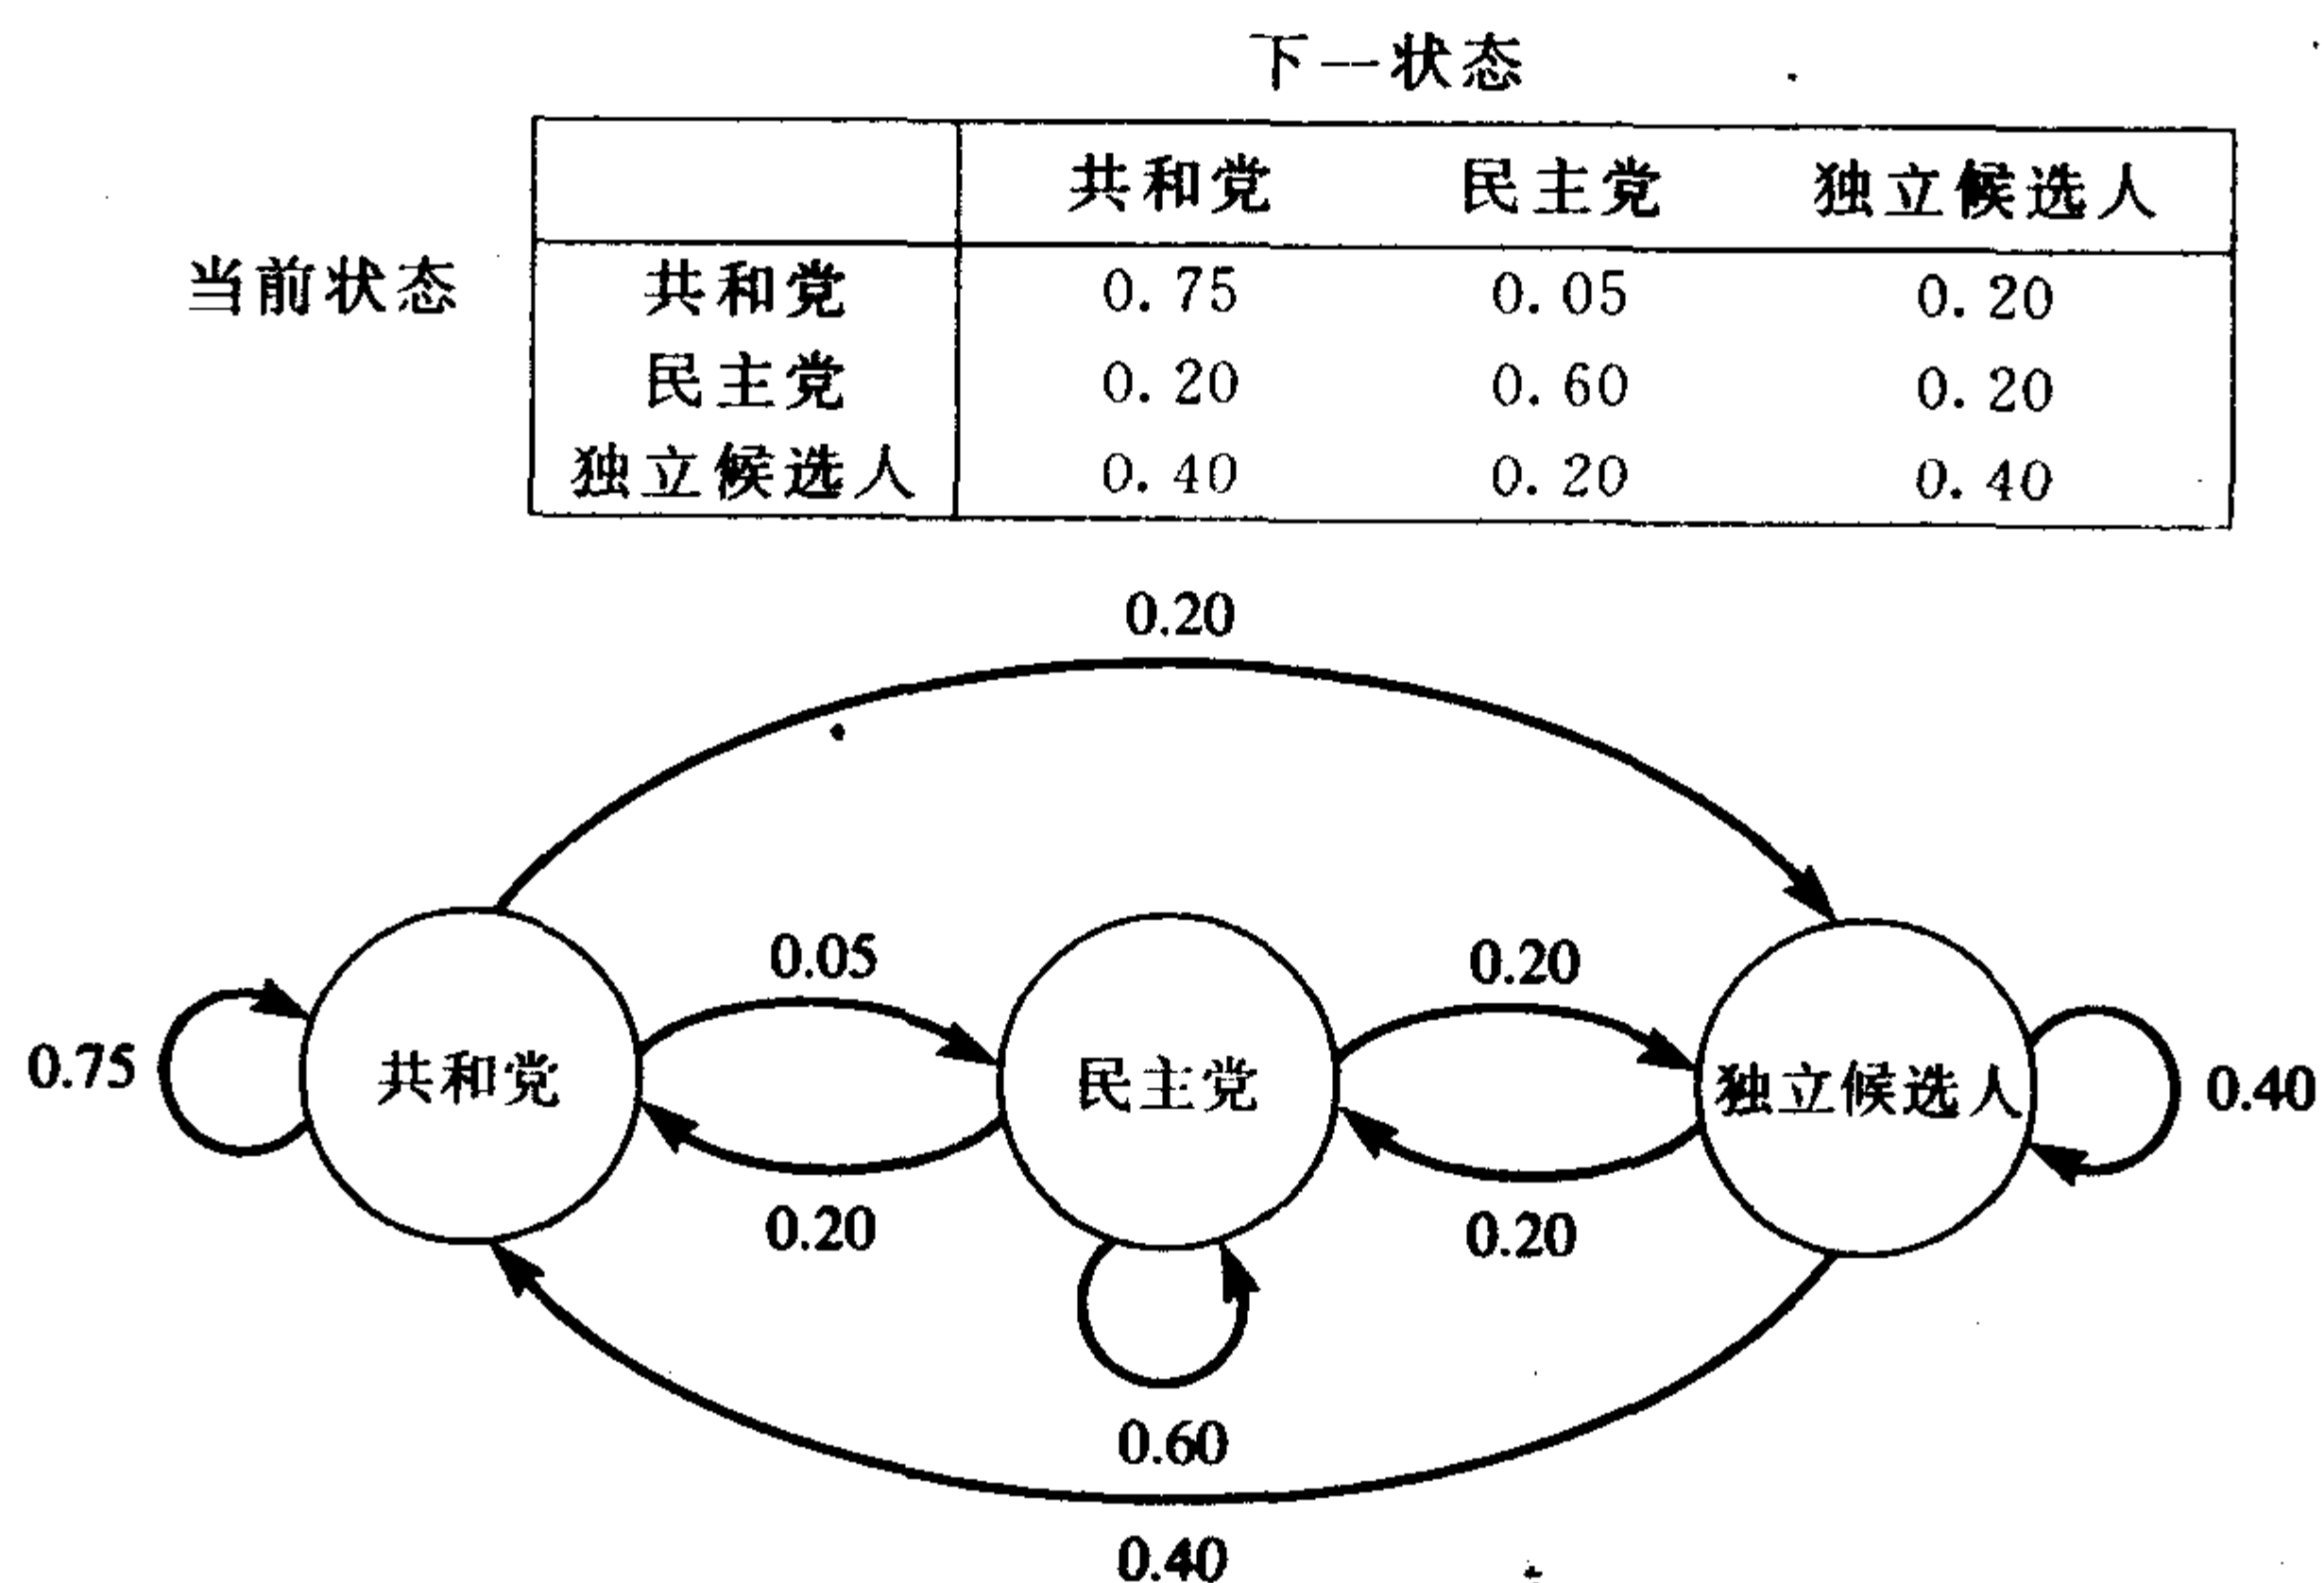 下一状态
共和党 民主党 独立候选人
当前状态 共和党 0.75 0.05 0.20
民主党 0.20 0.60 0.20
独立候选人 0.40 0.20 0.40
0.20
0.05 0.20
0.75 共和党 民主党 独立候选人 0.40
0.20 0.20
0.60
0.40